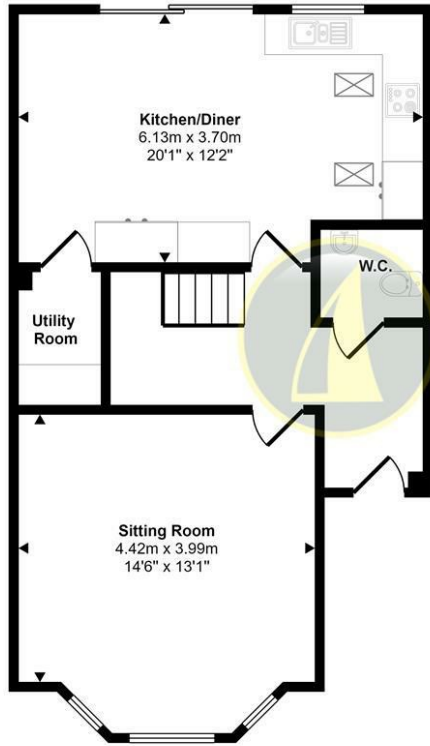 Kitchen/Diner
6.13m x 3.70m
20'1" x 12'2"
W.C.
Utility
Room
Sitting Room
4.42m x 3.99m
14'6" x 13'1"